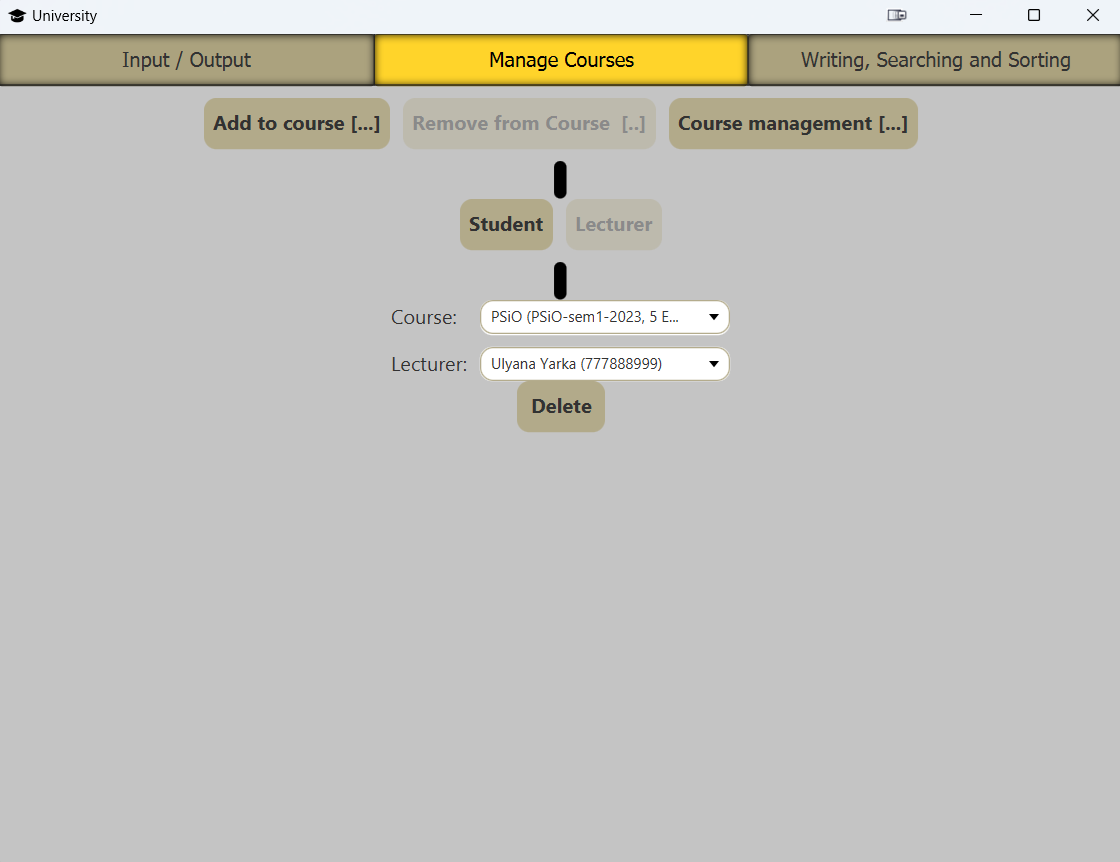 University
Input / Output Manage Courses Writing, Searching and Sorting
Add to course [...] Remove from Course [..] Course management [...]
Student Lecturer
Course: PSiO (PSiO-sem1-2023, 5 E...
Lecturer: Ulyana Yarka (777888999)
Delete